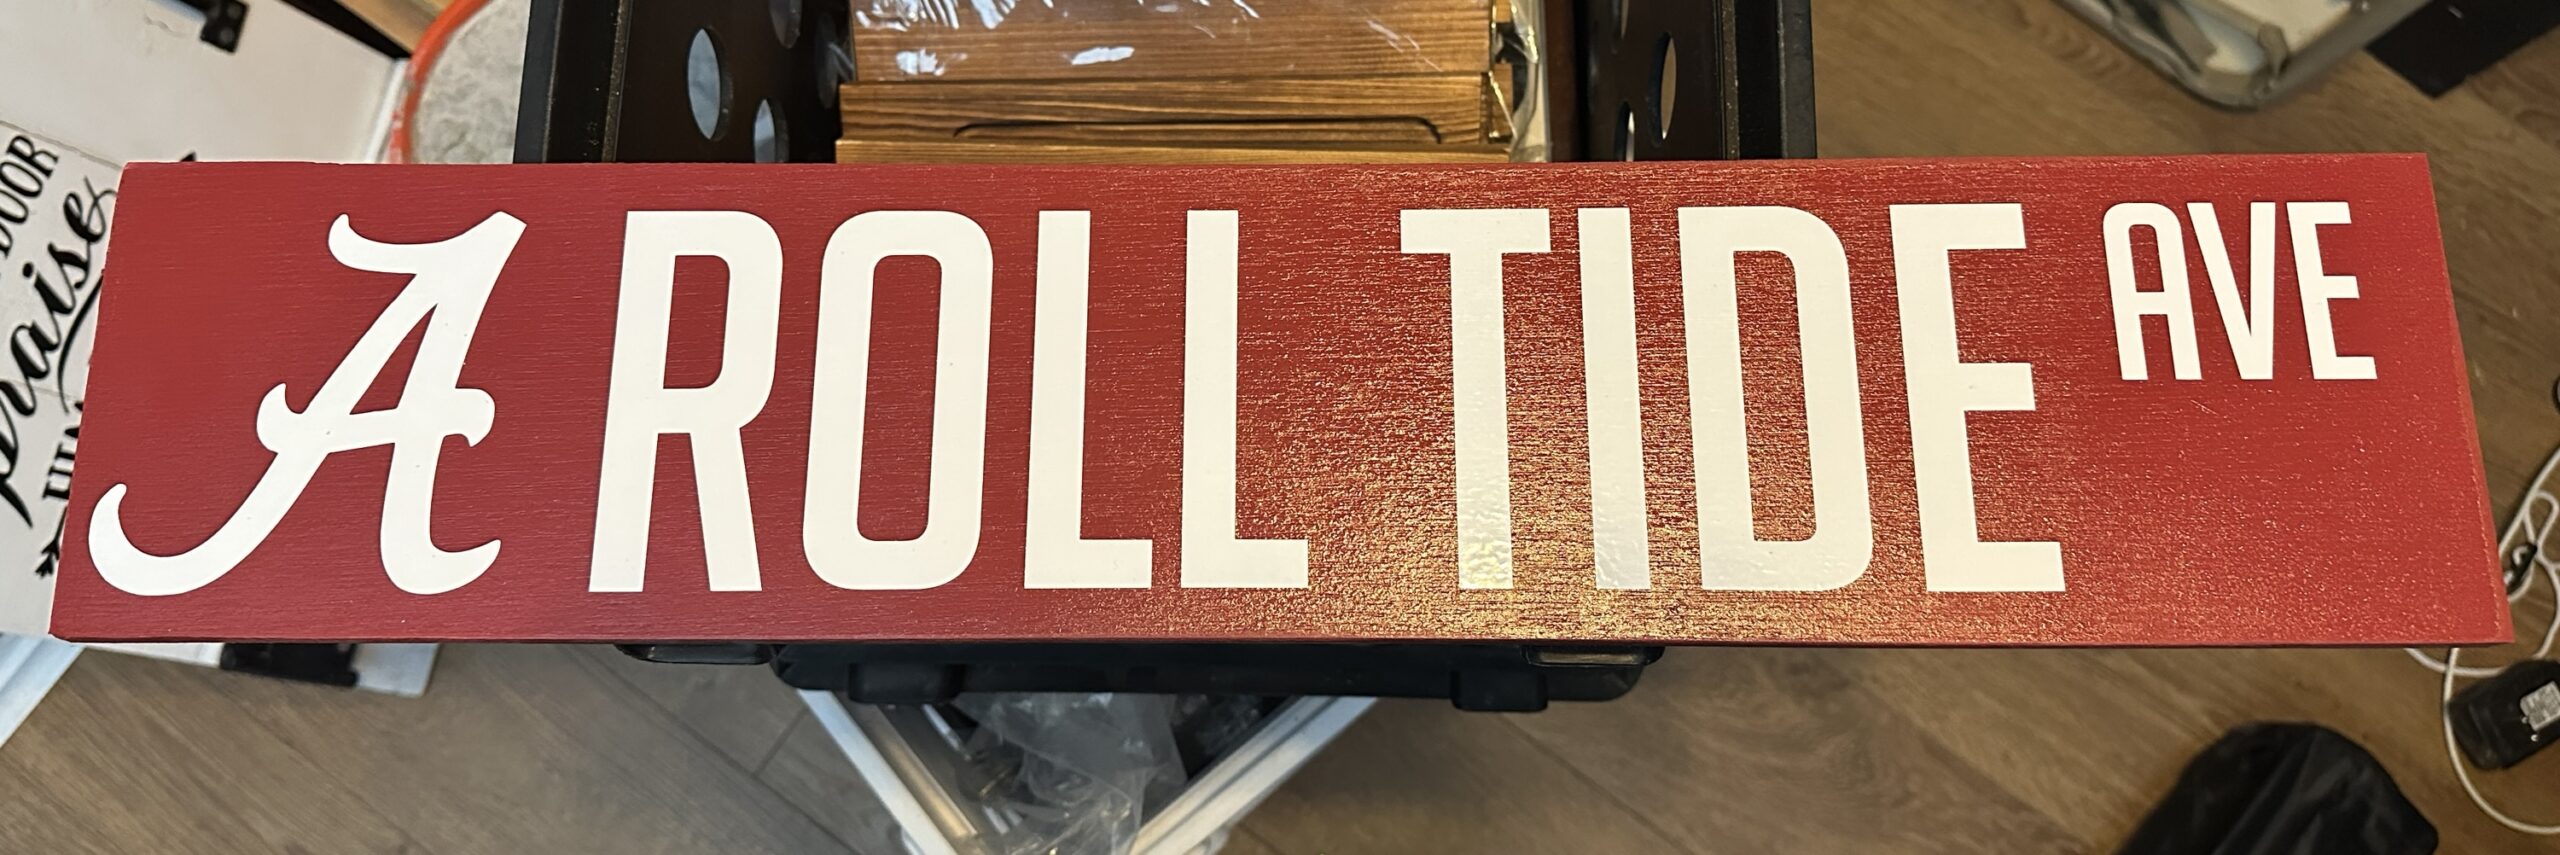 A ROLL TIDE AVE
DOOR
praise